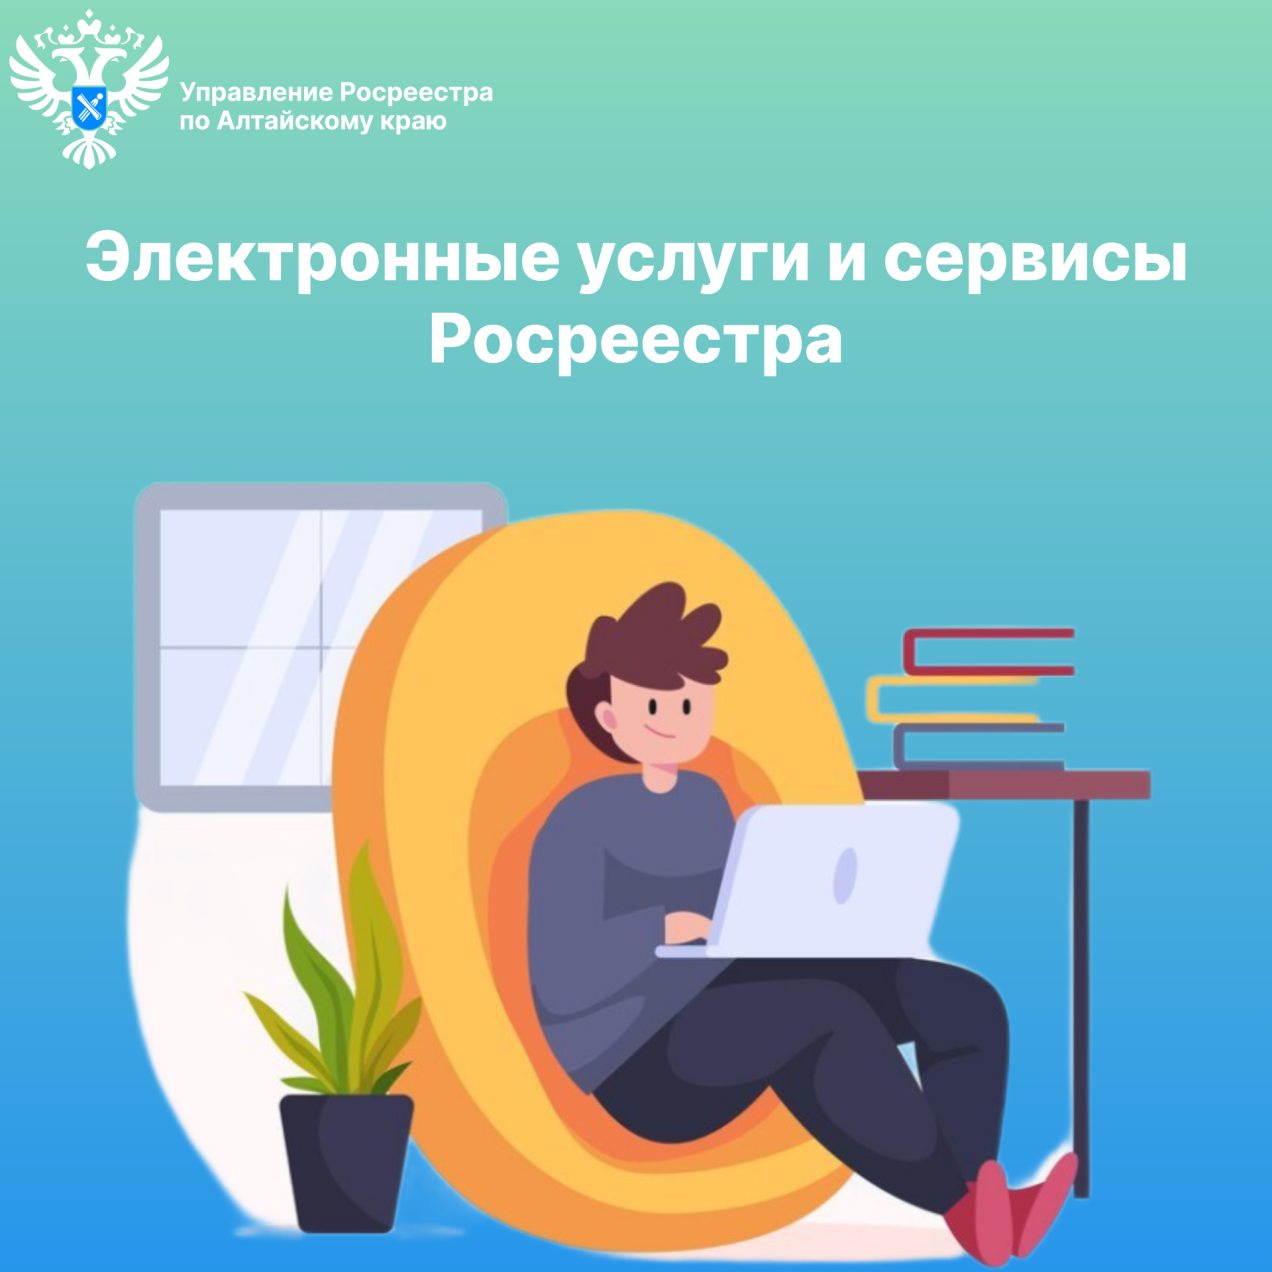 Управление Росреестра
по Алтайскому краю
Электронные услуги и сервисы
Росреестра